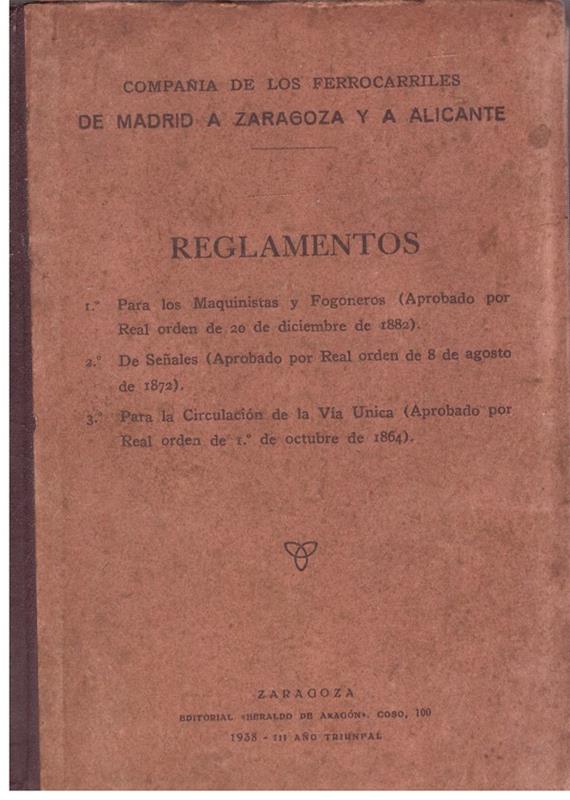 COMPAÑIA DE LOS FERROCARRILES
DE MADRID A ZARAGOZA Y A ALICANTE
REGLAMENTOS
1.º Para los Maquinistas y Fogoneros (Aprobado por
Real orden de 20 de diciembre de 1882).
2.º De Señales (Aprobado por Real orden de 8 de agosto
de 1872).
3.º Para la Circulación de la Vía Unica (Aprobado por
Real orden de 1.º de octubre de 1864).
ZARAGOZA
EDITORIAL «HERALDO DE ARAGÓN». COSO, 100
1938 - III AÑO TRIUNFAL